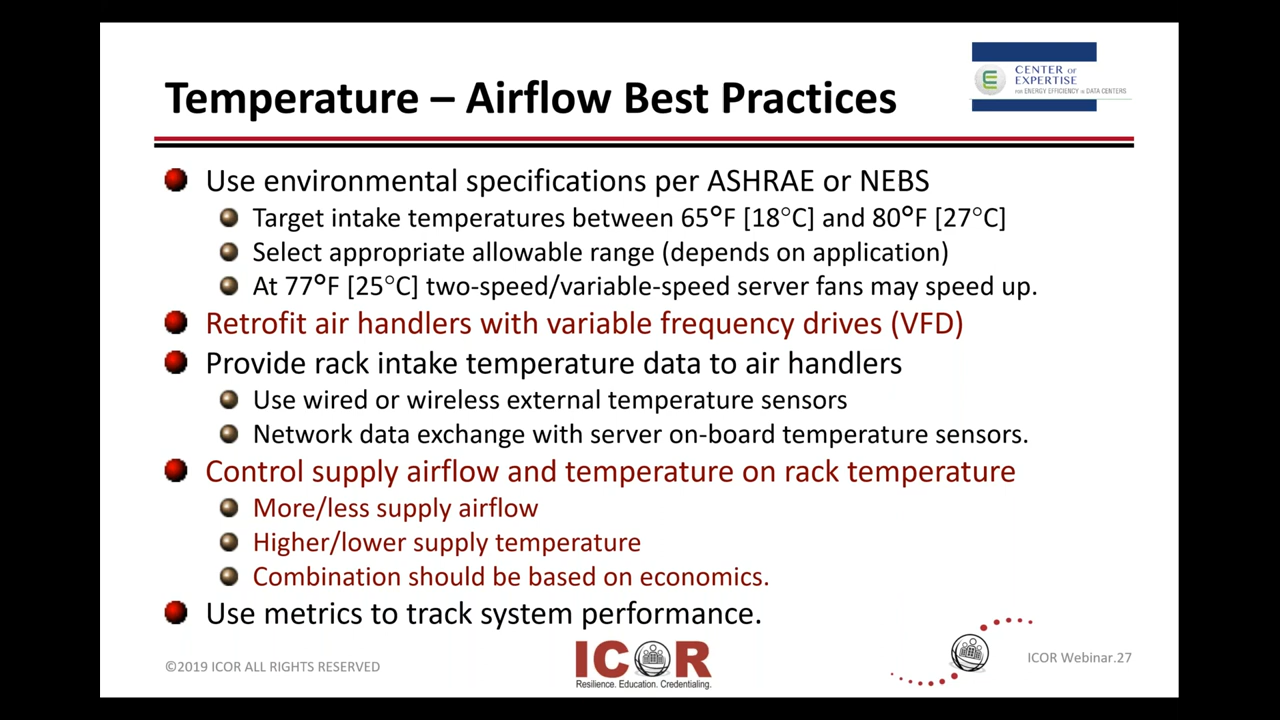 CENTER OF
EXPERTISE
FOR ENERGY EFFICIENCY IN DATA CENTERS
Temperature – Airflow Best Practices
Use environmental specifications per ASHRAE or NEBS
Target intake temperatures between 65°F [18°C] and 80°F [27°C]
Select appropriate allowable range (depends on application)
At 77°F [25°C] two-speed/variable-speed server fans may speed up.
Retrofit air handlers with variable frequency drives (VFD)
Provide rack intake temperature data to air handlers
Use wired or wireless external temperature sensors
Network data exchange with server on-board temperature sensors.
Control supply airflow and temperature on rack temperature
More/less supply airflow
Higher/lower supply temperature
Combination should be based on economics.
Use metrics to track system performance.
©2019 ICOR ALL RIGHTS RESERVED
ICOR
Resilience. Education. Credentialing.
ICOR Webinar.27